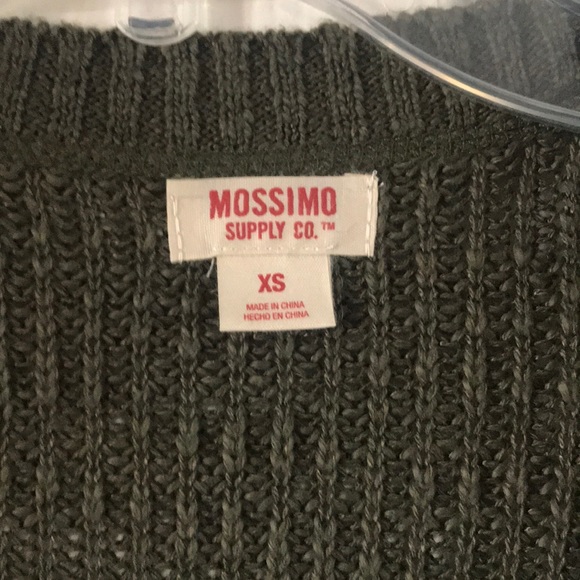 MOSSIMO
SUPPLY CO.™
XS
MADE IN CHINA
HECHO EN CHINA